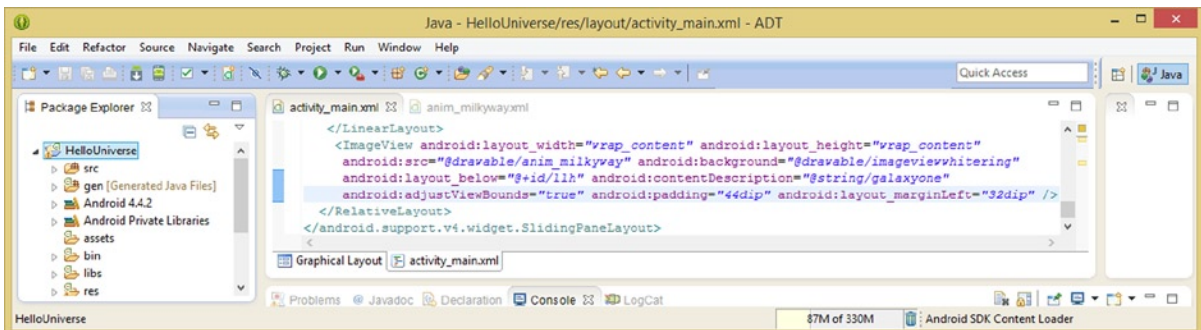 Java - HelloUniverse/res/layout/activity_main.xml - ADT
File Edit Refactor Source Navigate Search Project Run Window Help
Quick Access
Java
Package Explorer
HelloUniverse
src
gen [Generated Java Files]
Android 4.4.2
Android Private Libraries
assets
bin
libs
res
activity_main.xml anim_milkyway.xml
</LinearLayout>
<ImageView android:layout_width="wrap_content" android:layout_height="wrap_content"
android:src="@drawable/anim_milkyway" android:background="@drawable/imageviewwhitering"
android:layout_below="@+id/llh" android:contentDescription="@string/galaxyone"
android:adjustViewBounds="true" android:padding="44dip" android:layout_marginLeft="32dip" />
</RelativeLayout>
</android.support.v4.widget.SlidingPaneLayout>
Graphical Layout activity_main.xml
Problems @ Javadoc Declaration Console LogCat
HelloUniverse 87M of 330M Android SDK Content Loader